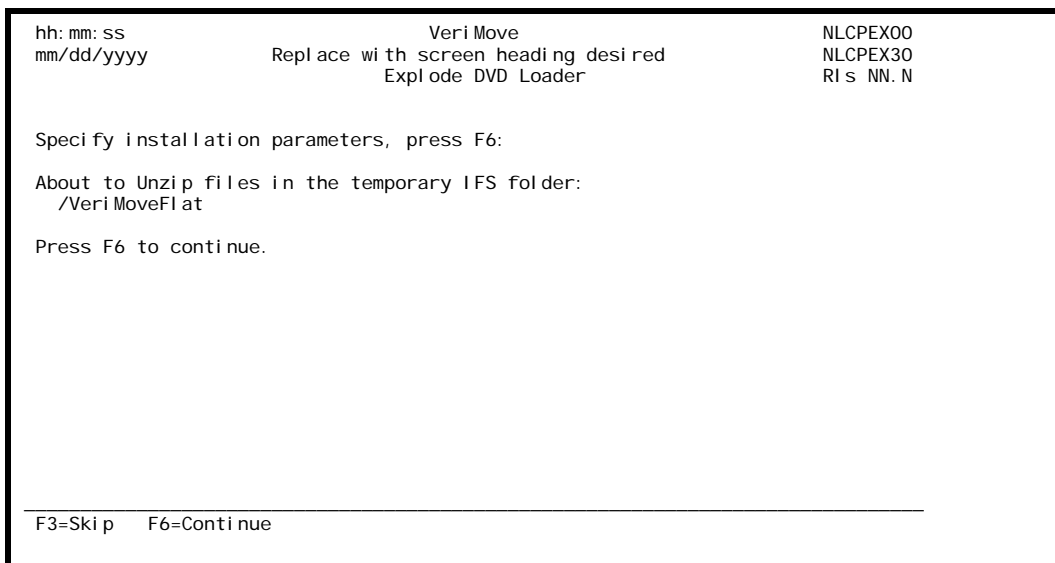 hh:mm:ss VeriMove NLCPEXOO
mm/dd/yyyy Replace with screen heading desired NLCPEX3O
Explode DVD Loader Rls NN.N
Specify installation parameters, press F6:
About to Unzip files in the temporary IFS folder:
/VeriMoveFlat
Press F6 to continue.
F3=Skip F6=Continue